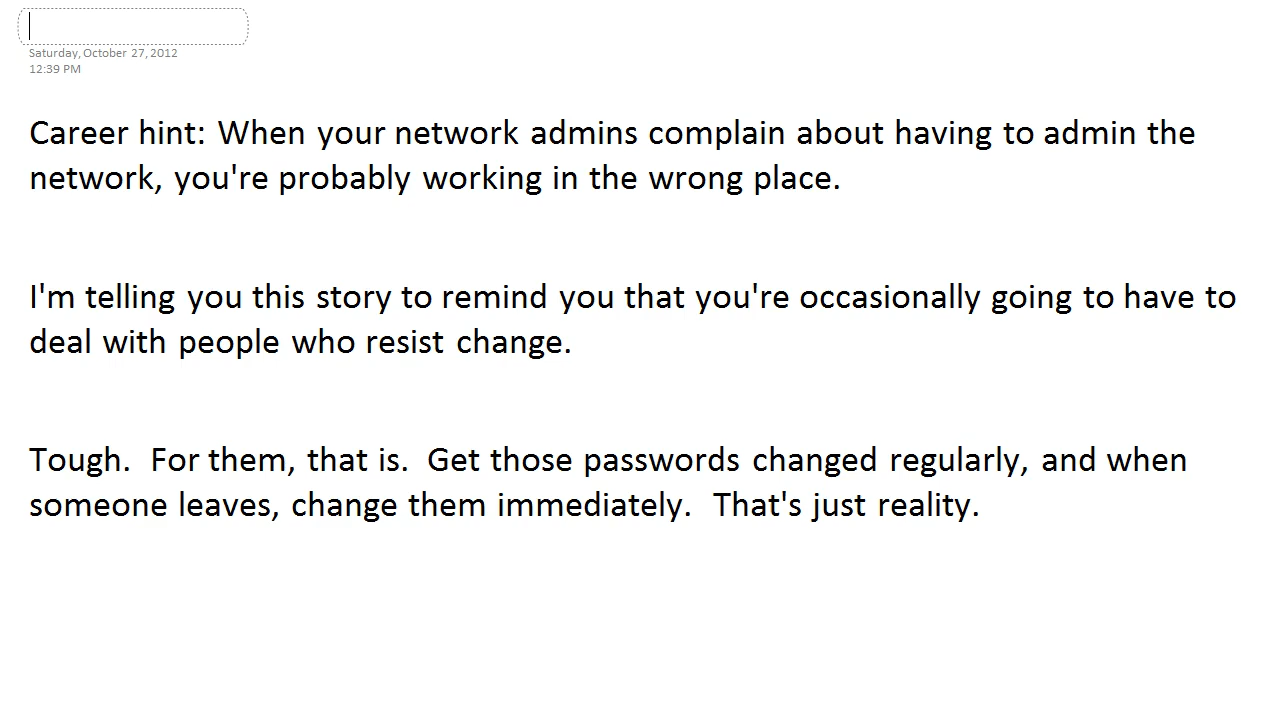 Saturday, October 27, 2012
12:39 PM
Career hint: When your network admins complain about having to admin the
network, you're probably working in the wrong place.
I'm telling you this story to remind you that you're occasionally going to have to
deal with people who resist change.
Tough.  For them, that is.  Get those passwords changed regularly, and when
someone leaves, change them immediately.  That's just reality.